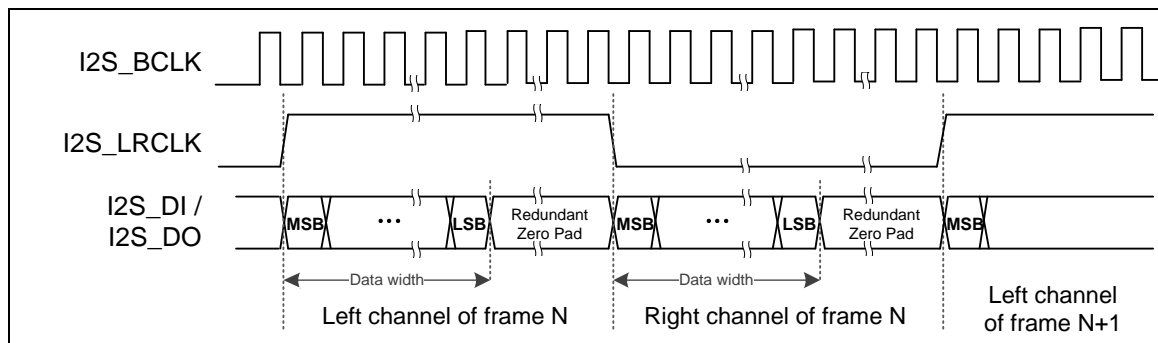 I2S_BCLK
I2S_LRCLK
I2S_DI /
I2S_DO
MSB ... LSB Redundant Zero Pad MSB ... LSB Redundant Zero Pad MSB
Data width Data width
Left channel of frame N Right channel of frame N Left channel
of frame N+1